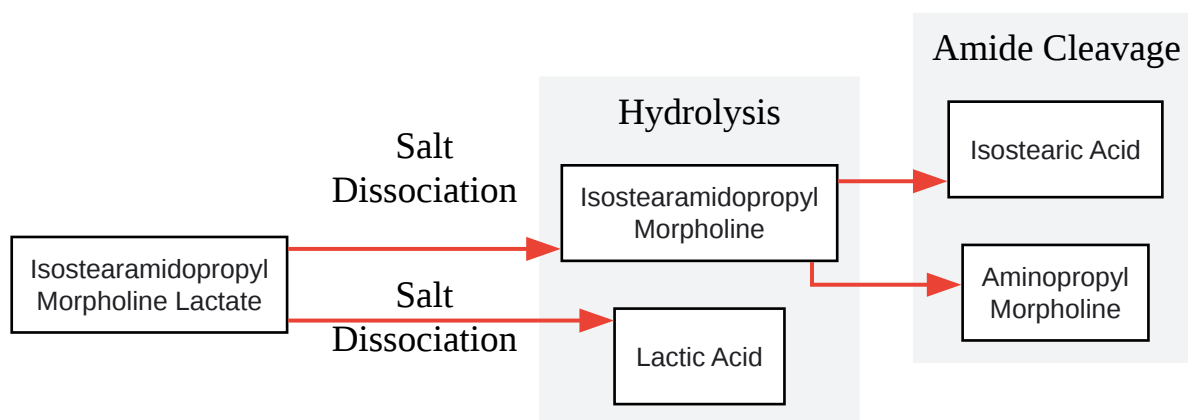 Amide Cleavage
Hydrolysis
Salt
Dissociation
Isostearic Acid
Isostearamidopropyl
Morpholine
Isostearamidopropyl
Morpholine Lactate
Salt
Dissociation
Aminopropyl
Morpholine
Lactic Acid